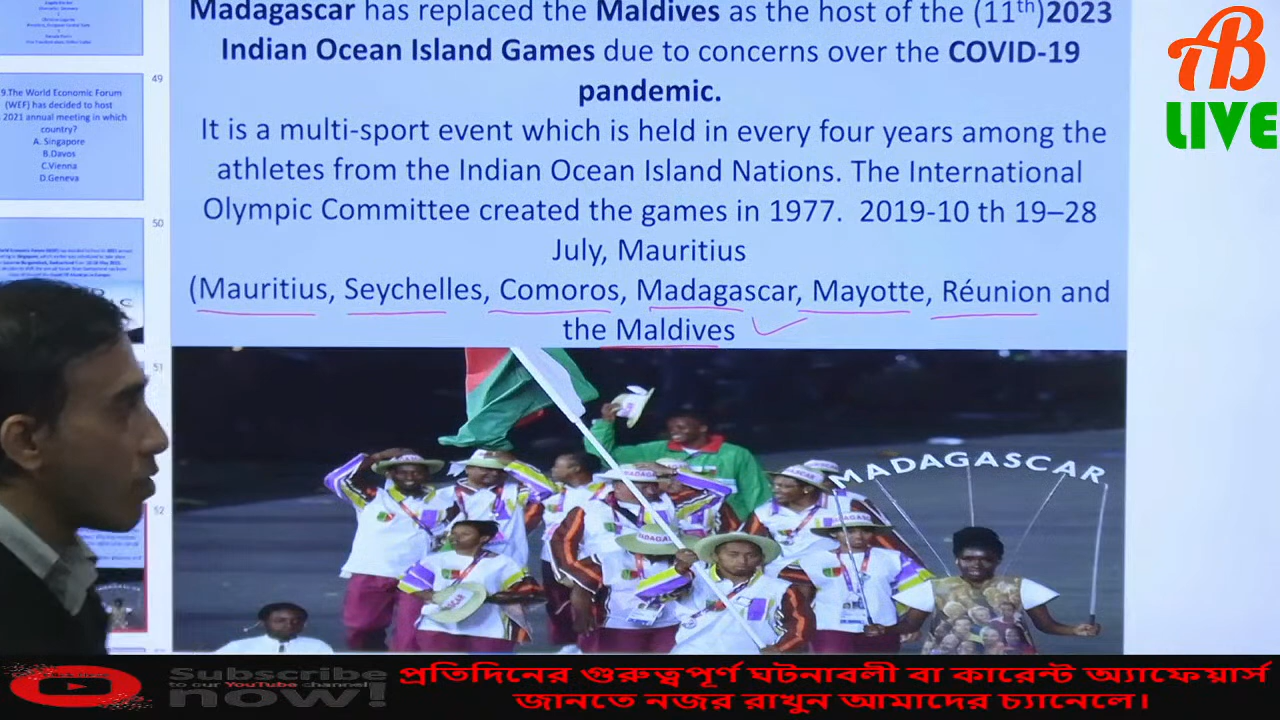 Madagascar has replaced the Maldives as the host of the (11th)2023
Indian Ocean Island Games due to concerns over the COVID-19
pandemic.
It is a multi-sport event which is held in every four years among the
athletes from the Indian Ocean Island Nations. The International
Olympic Committee created the games in 1977. 2019-10 th 19–28
July, Mauritius
(Mauritius, Seychelles, Comoros, Madagascar, Mayotte, Réunion and
the Maldives
AB
LIVE
49
9.The World Economic Forum
(WEF) has decided to host
2021 annual meeting in which
country?
A. Singapore
B.Davos
C.Vienna
D.Geneva
50
51
52
MADAGASCAR
Subscribe
to our YouTube channel
now!
প্রতিদিনের গুরুত্বপূর্ণ ঘটনাবলী বা কারেন্ট অ্যাফেয়ার্স
জানতে নজর রাখুন আমাদের চ্যানেলে।